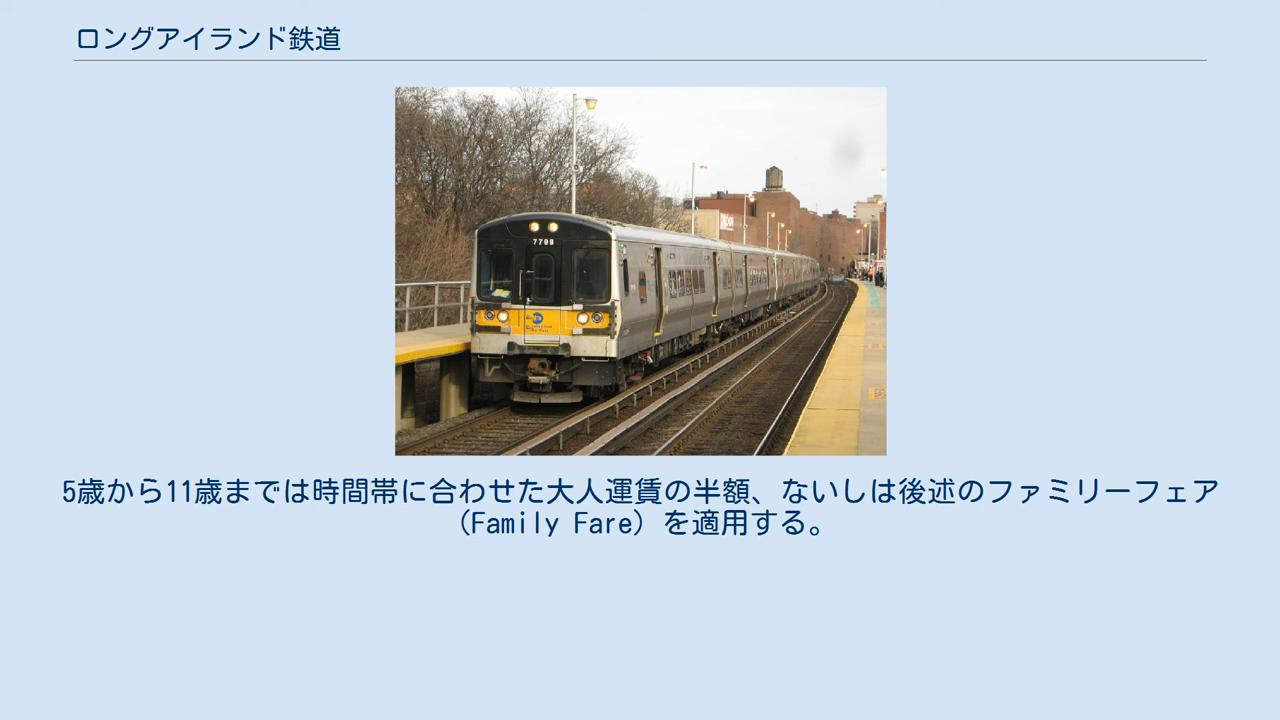 ロングアイランド鉄道
7799
5歳から11歳までは時間帯に合わせた大人運賃の半額、ないしは後述のファミリーフェア
（Family Fare）を適用する。